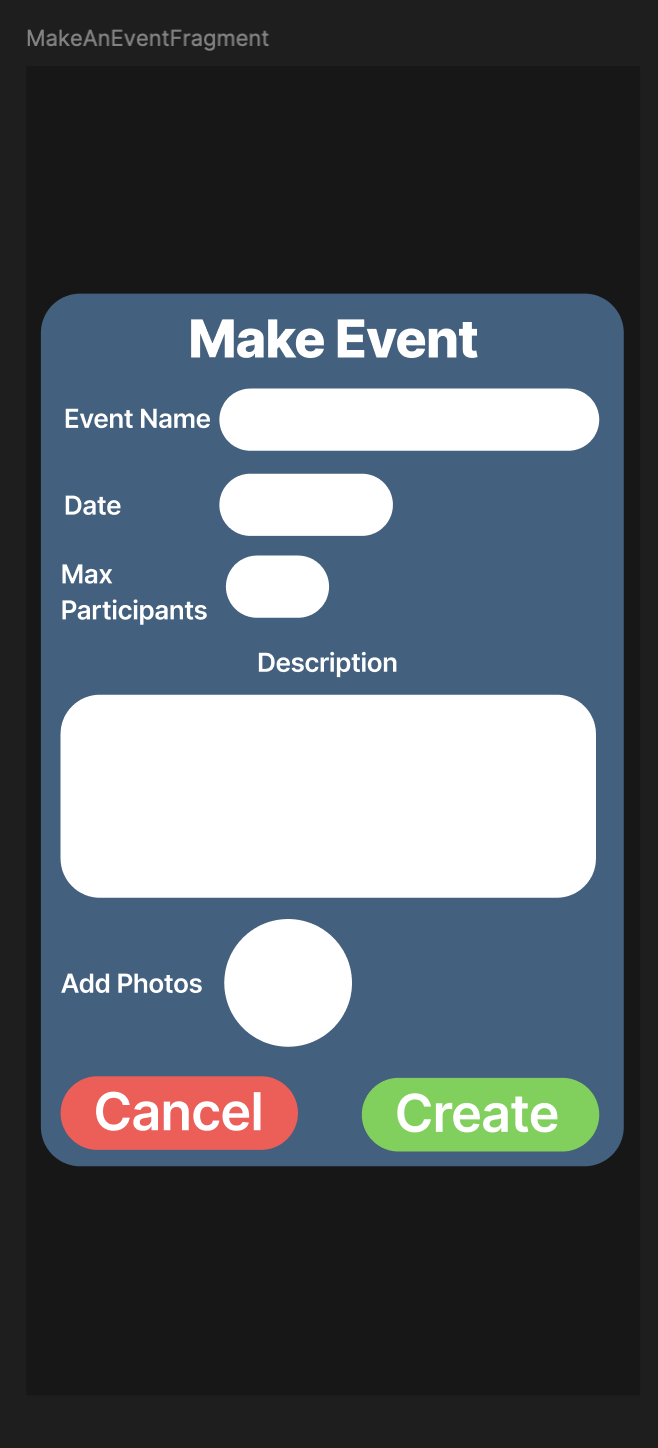 MakeAnEventFragment
Make Event
Event Name
Date
Max
Participants
Description
Add Photos
Cancel
Create